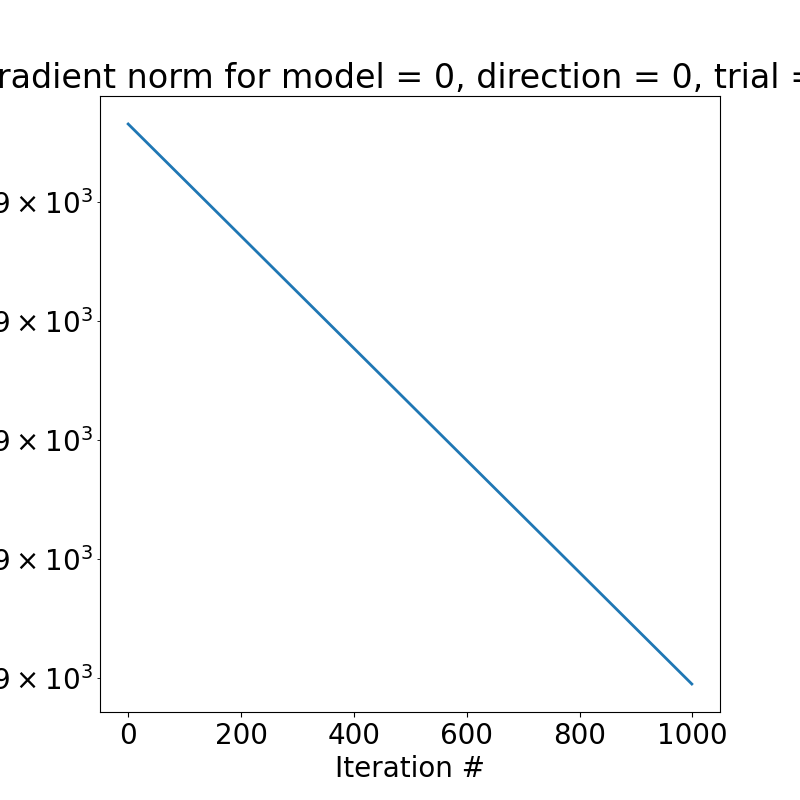 radient norm for model = 0, direction = 0, trial =
9 × 10³
9 × 10³
9 × 10³
9 × 10³
9 × 10³
0 200 400 600 800 1000
Iteration #